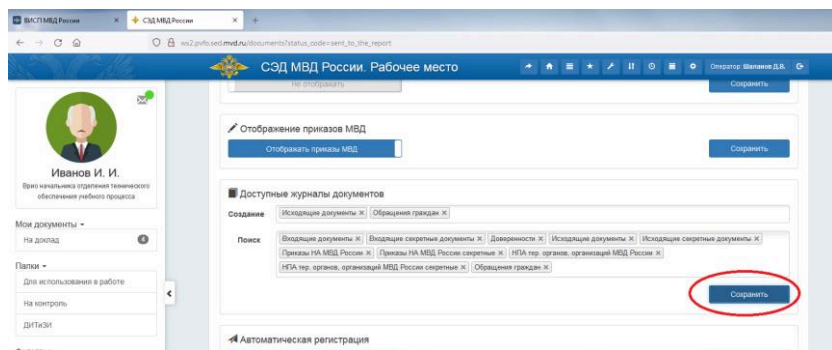 ВИСП МВД России × СЭД МВД России × +
ws2.pvfo.sed.mvd.ru/documents?status_code=sent_to_the_report
СЭД МВД России. Рабочее место
Оператор Шапанов Д.В.
Не отображать Сохранить
Отображение приказов МВД
Отображать приказы МВД Сохранить
Иванов И. И.
Врио начальника отделения технического
обеспечения учебного процесса
Мои документы
На доклад 4
Папки
Для использования в работе
На контроль
ДИТиЗИ
Доступные журналы документов
Создание Исходящие документы × Обращения граждан ×
Поиск Входящие документы × Входящие секретные документы × Доверенности × Исходящие документы × Исходящие секретные документы ×
Приказы НА МВД России × Приказы НА МВД России секретные × НПА тер. органов, организаций МВД России ×
НПА тер. органов, организаций МВД России секретные × Обращения граждан ×
Сохранить
Автоматическая регистрация